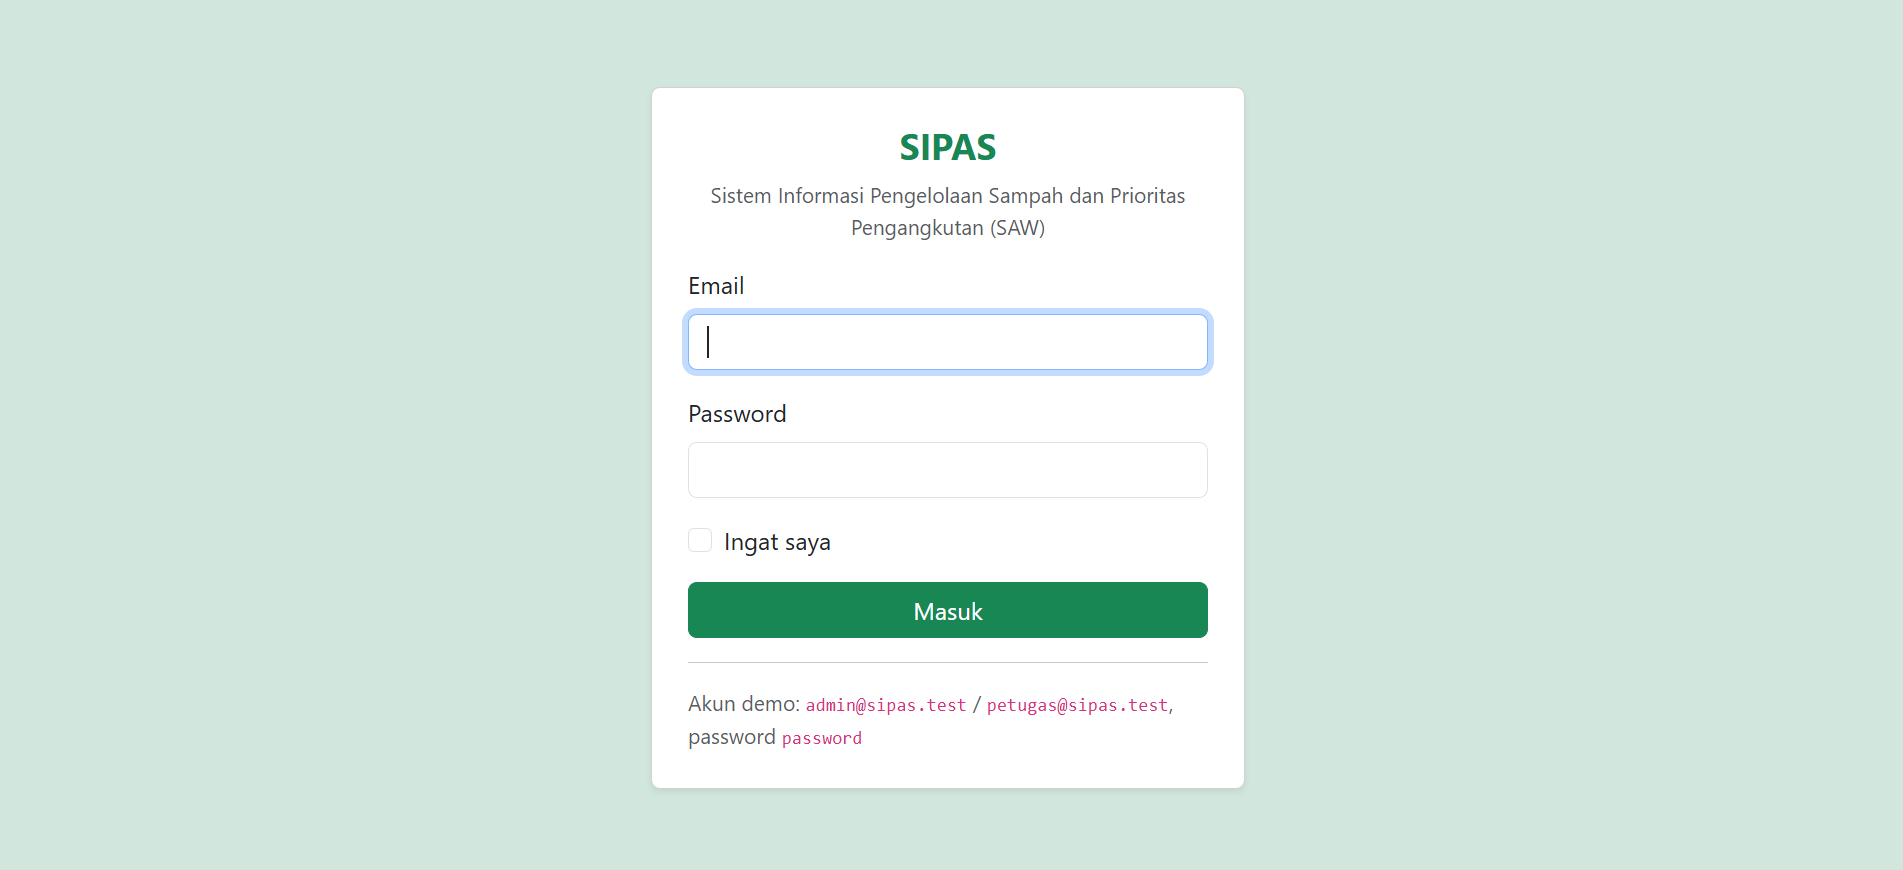 SIPAS
Sistem Informasi Pengelolaan Sampah dan Prioritas
Pengangkutan (SAW)
Email
Password
Ingat saya
Masuk
Akun demo: admin@sipas.test / petugas@sipas.test,
password password